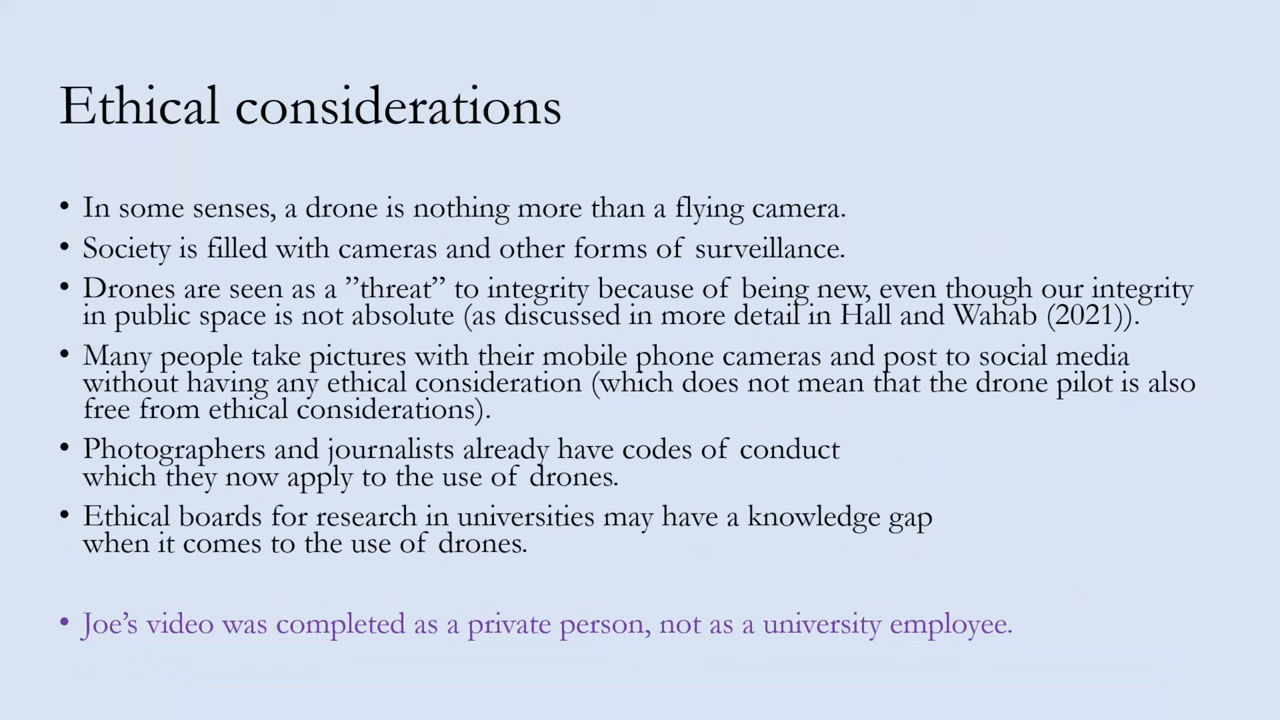 Ethical considerations
• In some senses, a drone is nothing more than a flying camera.
• Society is filled with cameras and other forms of surveillance.
• Drones are seen as a ”threat” to integrity because of being new, even though our integrity
in public space is not absolute (as discussed in more detail in Hall and Wahab (2021)).
• Many people take pictures with their mobile phone cameras and post to social media
without having any ethical consideration (which does not mean that the drone pilot is also
free from ethical considerations).
• Photographers and journalists already have codes of conduct
which they now apply to the use of drones.
• Ethical boards for research in universities may have a knowledge gap
when it comes to the use of drones.
• Joe’s video was completed as a private person, not as a university employee.